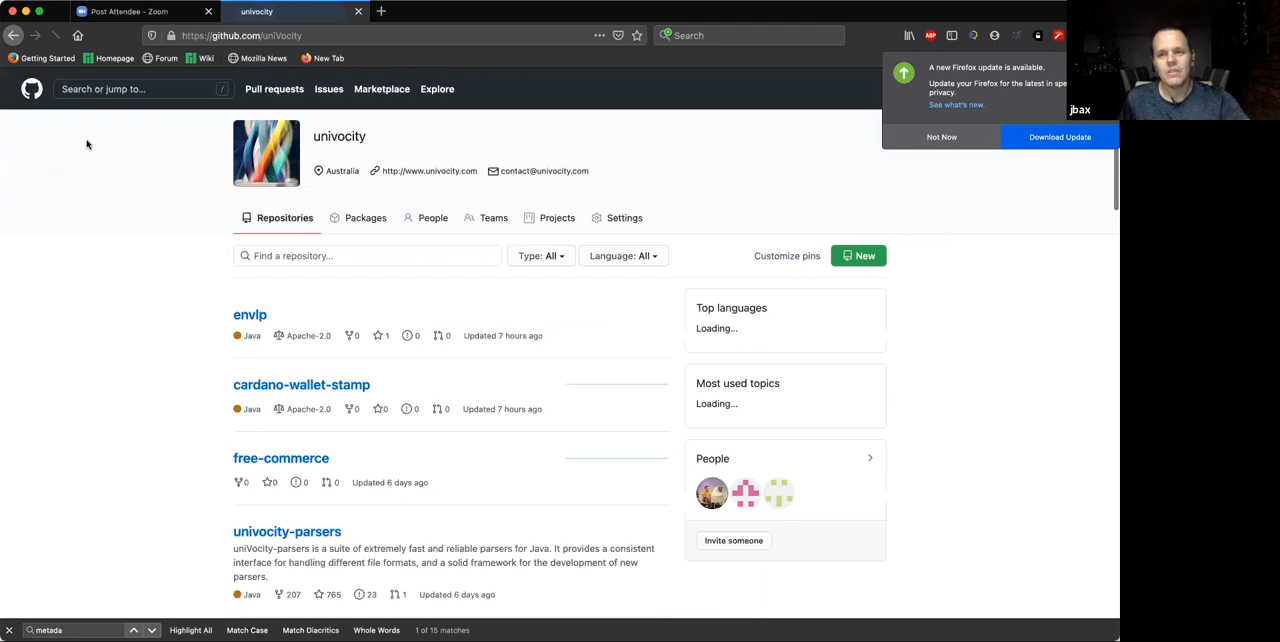 Post Attendee - Zoom
univocity
https://github.com/uniVocity
Search
ABP
Getting Started Homepage Forum Wiki Mozilla News New Tab
Search or jump to... /
Pull requests Issues Marketplace Explore
A new Firefox update is available.
Update your Firefox for the latest in spe
privacy.
See what's new.
Not Now Download Update
jbax
univocity
Australia http://www.univocity.com contact@univocity.com
Repositories Packages People Teams Projects Settings
Find a repository... Type: All Language: All Customize pins New
envlp
Java Apache-2.0 0 1 0 0 Updated 7 hours ago
cardano-wallet-stamp
Java Apache-2.0 0 0 0 0 Updated 7 hours ago
free-commerce
0 0 0 0 Updated 6 days ago
univocity-parsers
uniVocity-parsers is a suite of extremely fast and reliable parsers for Java. It provides a consistent
interface for handling different file formats, and a solid framework for the development of new
parsers.
Java 207 765 23 1 Updated 6 days ago
Top languages
Loading...
Most used topics
Loading...
People
Invite someone
metada Highlight All Match Case Match Diacritics Whole Words 1 of 15 matches